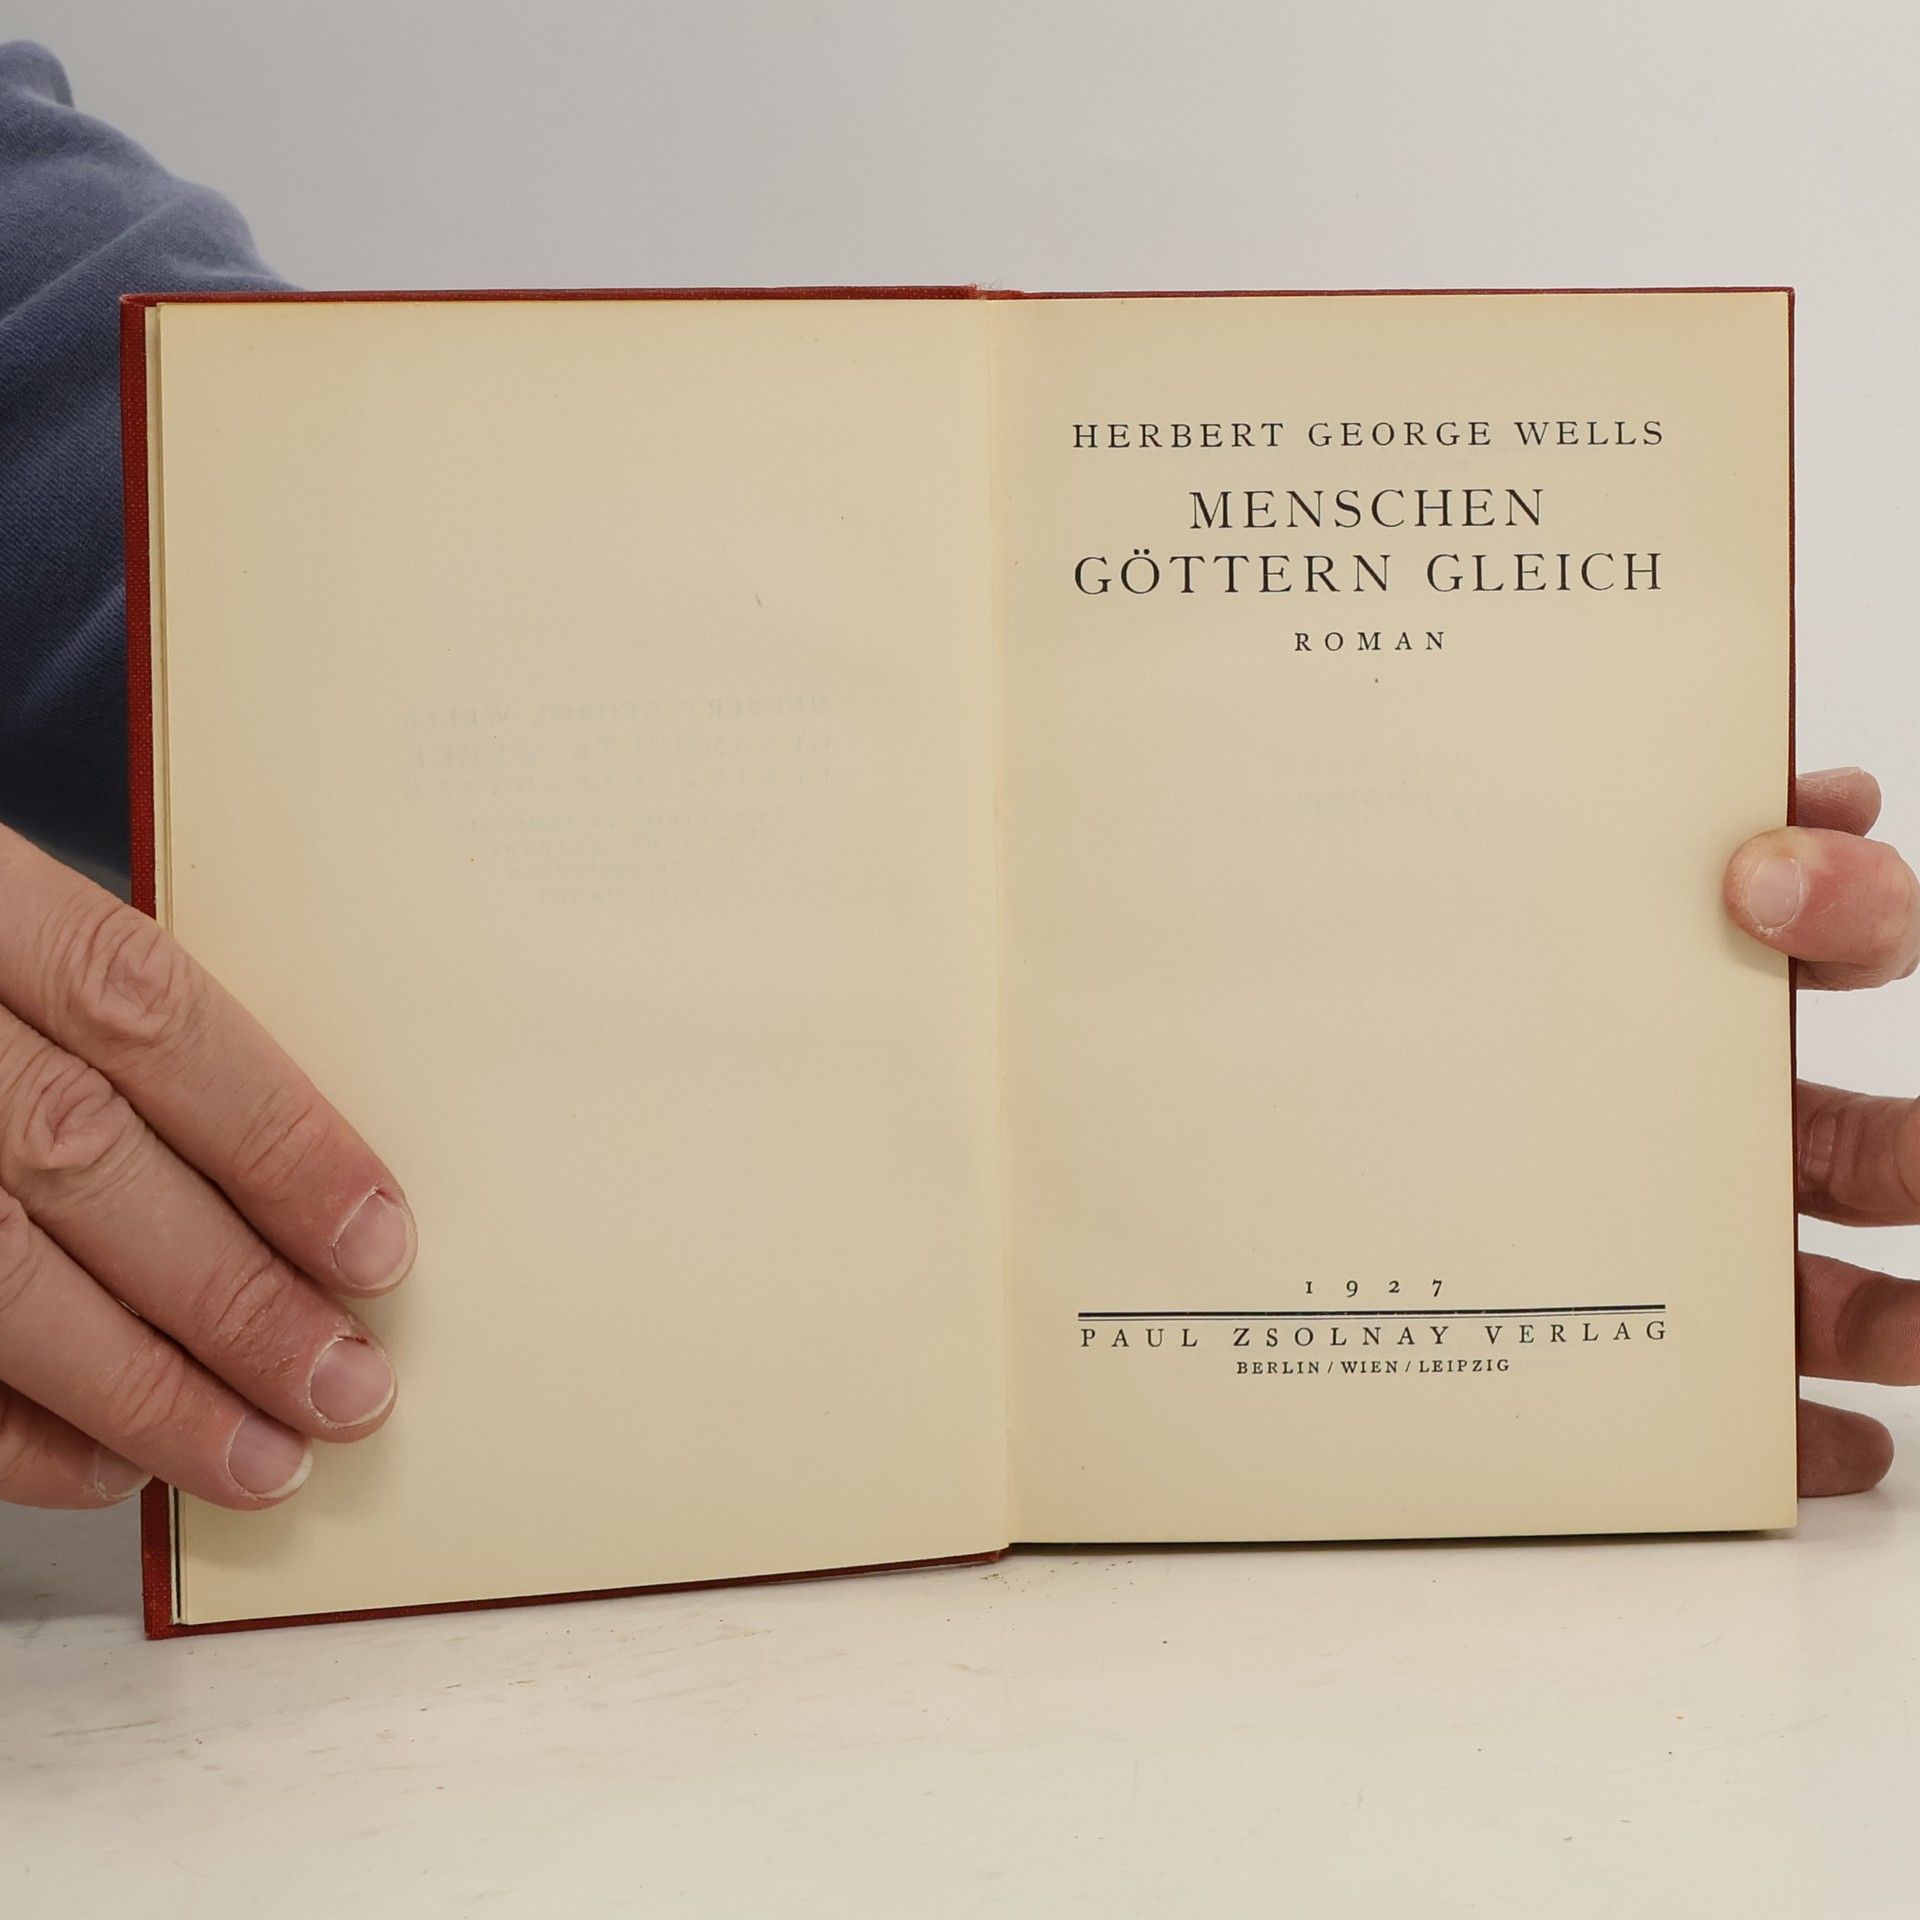 HERBERT GEORGE WELLS
MENSCHEN
GÖTTERN GLEICH
ROMAN
1927
PAUL ZSOLNAY VERLAG
BERLIN / WIEN / LEIPZIG